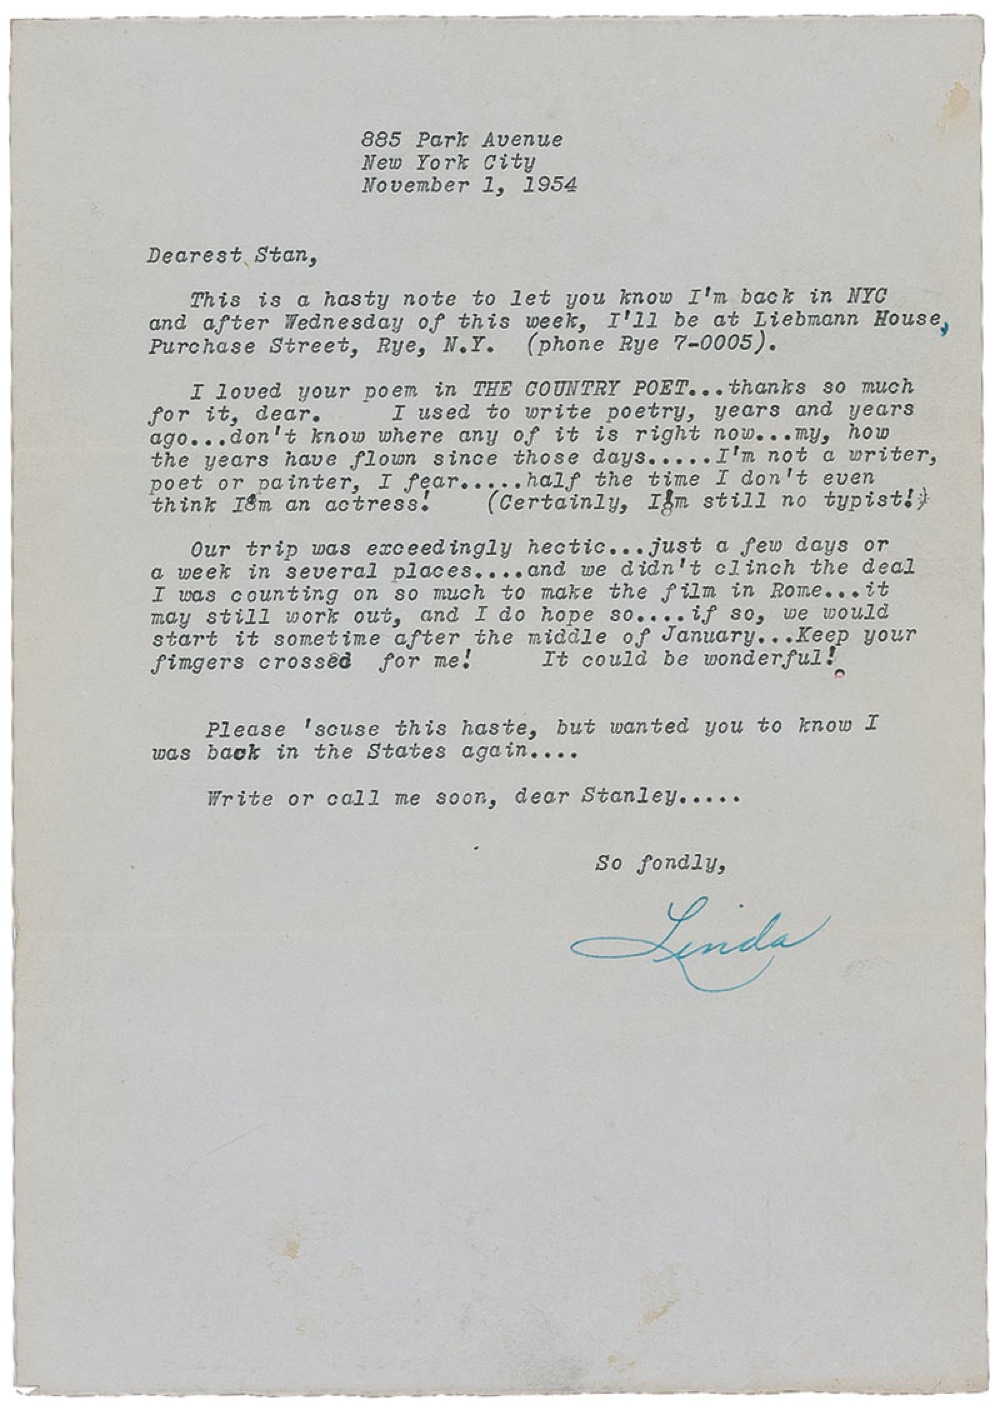 885 Park Avenue
New York City
November 1, 1954
Dearest Stan,
This is a hasty note to let you know I'm back in NYC
and after Wednesday of this week, I'll be at Liebmann House,
Purchase Street, Rye, N.Y. (phone Rye 7-0005).
I loved your poem in THE COUNTRY POET...thanks so much
for it, dear. I used to write poetry, years and years
ago...don't know where any of it is right now...my, how
the years have flown since those days.....I'm not a writer,
poet or painter, I fear.....half the time I don't even
think I'm an actress! (Certainly, I'm still no typist!)
Our trip was exceedingly hectic...just a few days or
a week in several places....and we didn't clinch the deal
I was counting on so much to make the film in Rome...it
may still work out, and I do hope so....if so, we would
start it sometime after the middle of January...Keep your
fimgers crossed for me! It could be wonderful!
Please 'scuse this haste, but wanted you to know I
was back in the States again....
Write or call me soon, dear Stanley.....
So fondly,
Linda